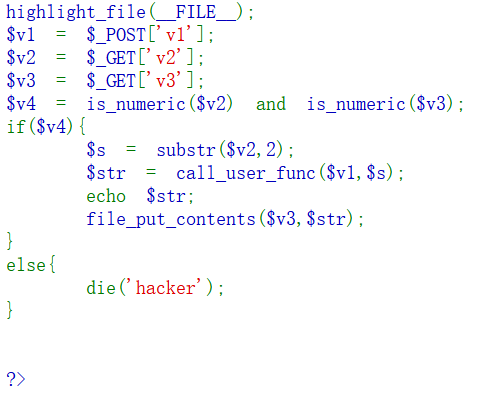 highlight_file(__FILE__);
$v1 = $_POST['v1'];
$v2 = $_GET['v2'];
$v3 = $_GET['v3'];
$v4 = is_numeric($v2) and is_numeric($v3);
if($v4){
        $s = substr($v2,2);
        $str = call_user_func($v1,$s);
        echo $str;
        file_put_contents($v3,$str);
}
else{
        die('hacker');
}
?>